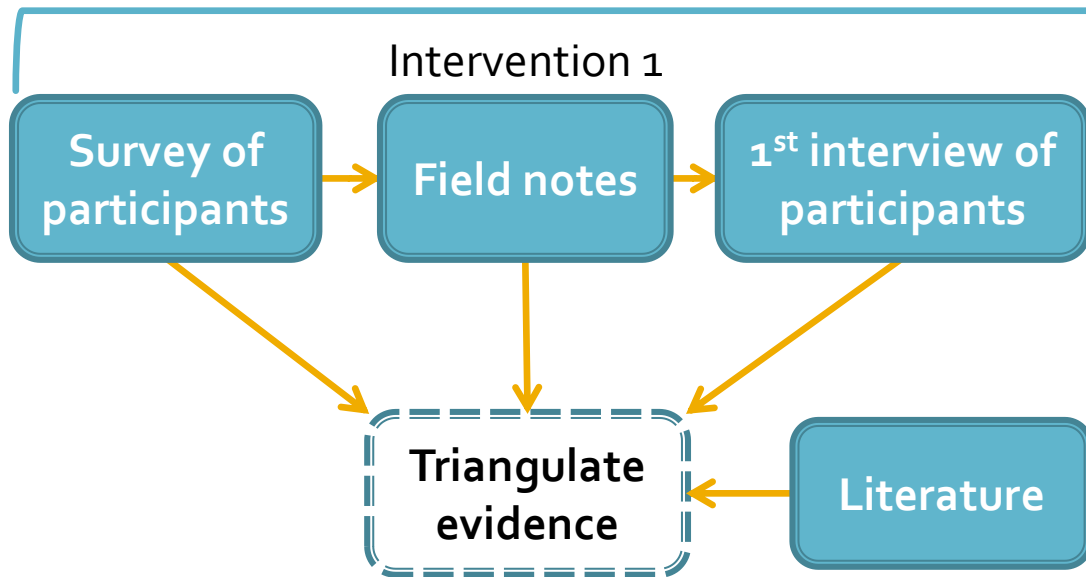 Intervention 1
Survey of
participants
Field notes
1st interview of
participants
Triangulate
evidence
Literature